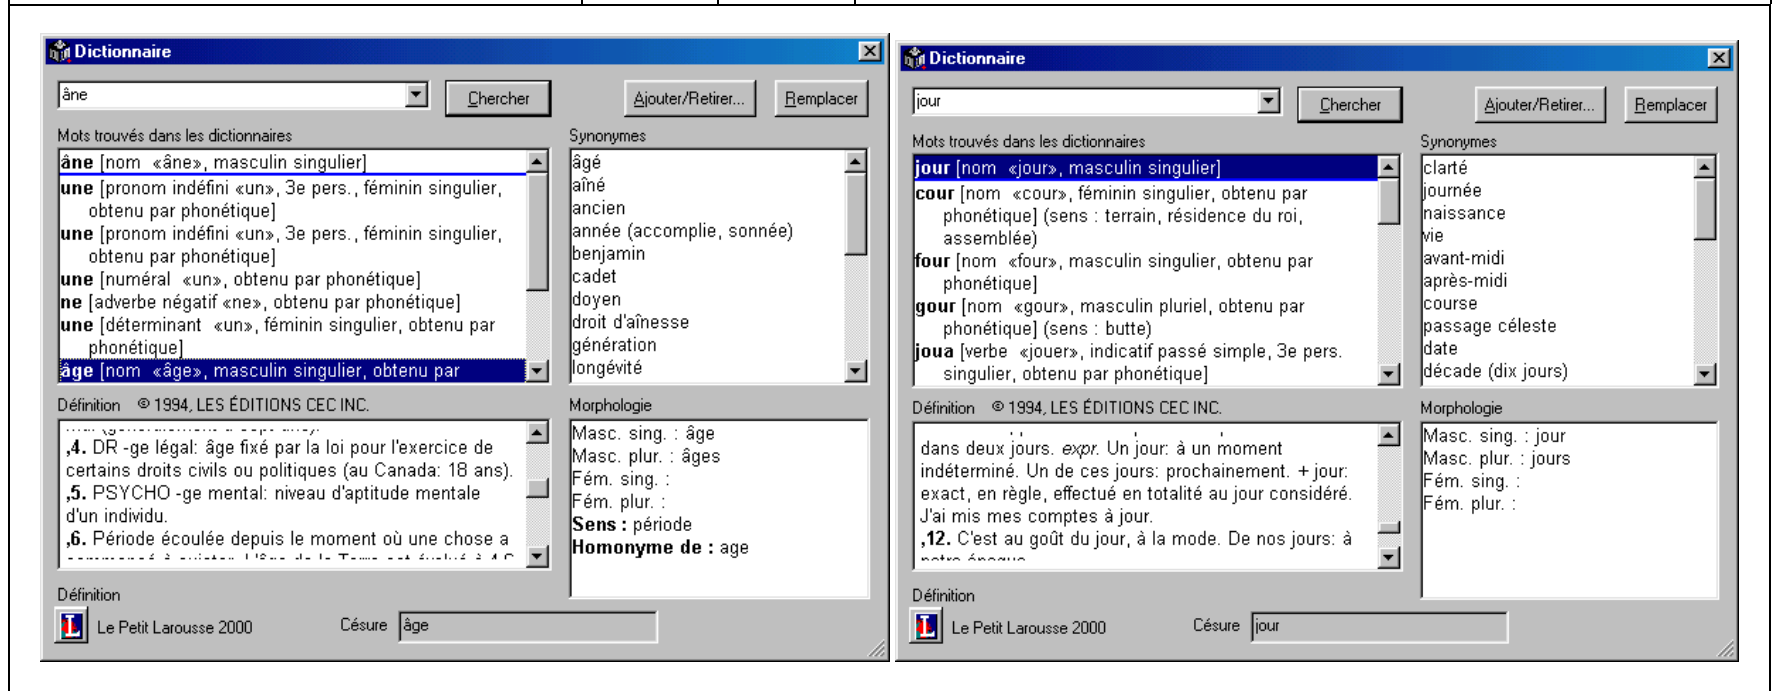 Dictionnaire
âne
Chercher
Ajouter/Retirer...
Remplacer
Mots trouvés dans les dictionnaires
âne [nom «âne», masculin singulier]
une [pronom indéfini «un», 3e pers., féminin singulier,
obtenu par phonétique]
une [pronom indéfini «un», 3e pers., féminin singulier,
obtenu par phonétique]
une [numéral «un», obtenu par phonétique]
ne [adverbe négatif «ne», obtenu par phonétique]
une [déterminant «un», féminin singulier, obtenu par
phonétique]
âge [nom «âge», masculin singulier, obtenu par
Synonymes
âgé
aîné
ancien
année (accomplie, sonnée)
benjamin
cadet
doyen
droit d'aînesse
génération
longévité
Définition © 1994, LES ÉDITIONS CEC INC.
,4. DR -ge légal: âge fixé par la loi pour l'exercice de
certains droits civils ou politiques (au Canada: 18 ans).
,5. PSYCHO -ge mental: niveau d'aptitude mentale
d'un individu.
,6. Période écoulée depuis le moment où une chose a
Morphologie
Masc. sing. : âge
Masc. plur. : âges
Fém. sing. :
Fém. plur. :
Sens : période
Homonyme de : age
Définition
Le Petit Larousse 2000
Césure âge
Dictionnaire
jour
Chercher
Ajouter/Retirer...
Remplacer
Mots trouvés dans les dictionnaires
jour [nom «jour», masculin singulier]
cour [nom «cour», féminin singulier, obtenu par
phonétique] (sens : terrain, résidence du roi,
assemblée)
four [nom «four», masculin singulier, obtenu par
phonétique]
gour [nom «gour», masculin pluriel, obtenu par
phonétique] (sens : butte)
joua [verbe «jouer», indicatif passé simple, 3e pers.
singulier, obtenu par phonétique]
Synonymes
clarté
journée
naissance
vie
avant-midi
après-midi
course
passage céleste
date
décade (dix jours)
Définition © 1994, LES ÉDITIONS CEC INC.
dans deux jours. expr. Un jour: à un moment
indéterminé. Un de ces jours: prochainement. + jour:
exact, en règle, effectué en totalité au jour considéré.
J'ai mis mes comptes à jour.
,12. C'est au goût du jour, à la mode. De nos jours: à
Morphologie
Masc. sing. : jour
Masc. plur. : jours
Fém. sing. :
Fém. plur. :
Définition
Le Petit Larousse 2000
Césure jour